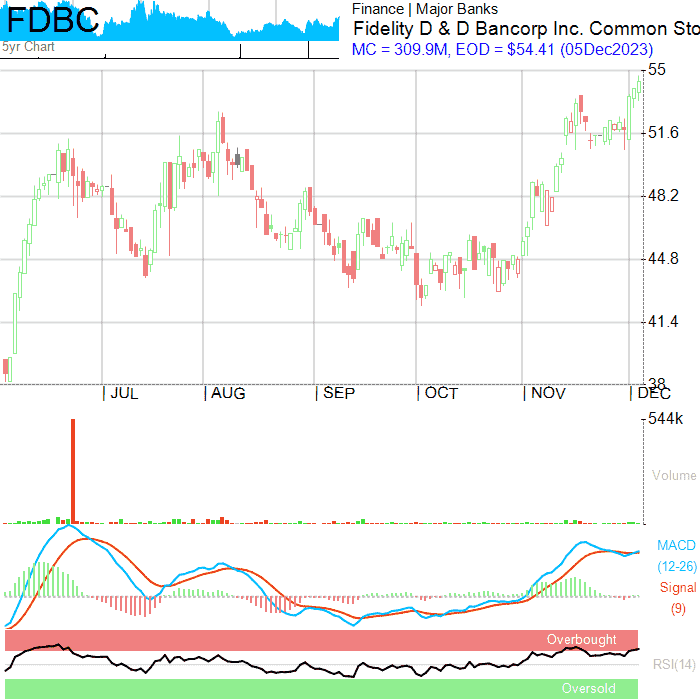 FDBC
5yr Chart
Finance | Major Banks
Fidelity D & D Bancorp Inc. Common Sto
MC = 309.9M, EOD = $54.41 (05Dec2023)
55
51.6
48.2
44.8
41.4
38
| JUL | AUG | SEP | OCT | NOV | DEC
544k
Volume
MACD
(12-26)
Signal
(9)
Overbought
RSI(14)
Oversold